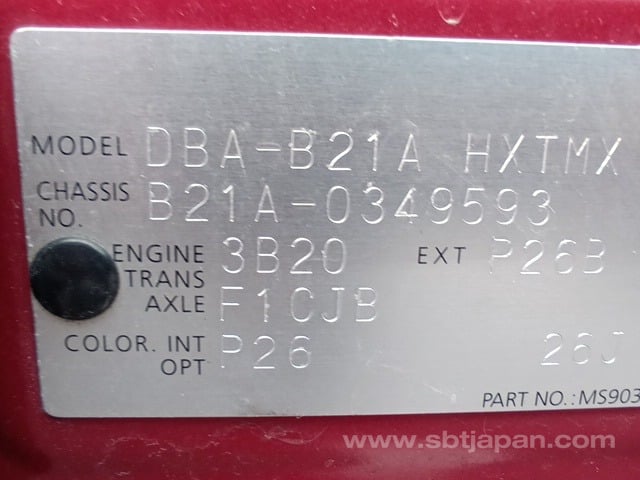 MODEL DBA-B21A HXTMX
CHASSIS NO. B21A-0349593
ENGINE 3B20 EXT P26B
TRANS AXLE F1CJB
COLOR. INT P26 26J
OPT
PART NO.:MS903
www.sbtjapan.com